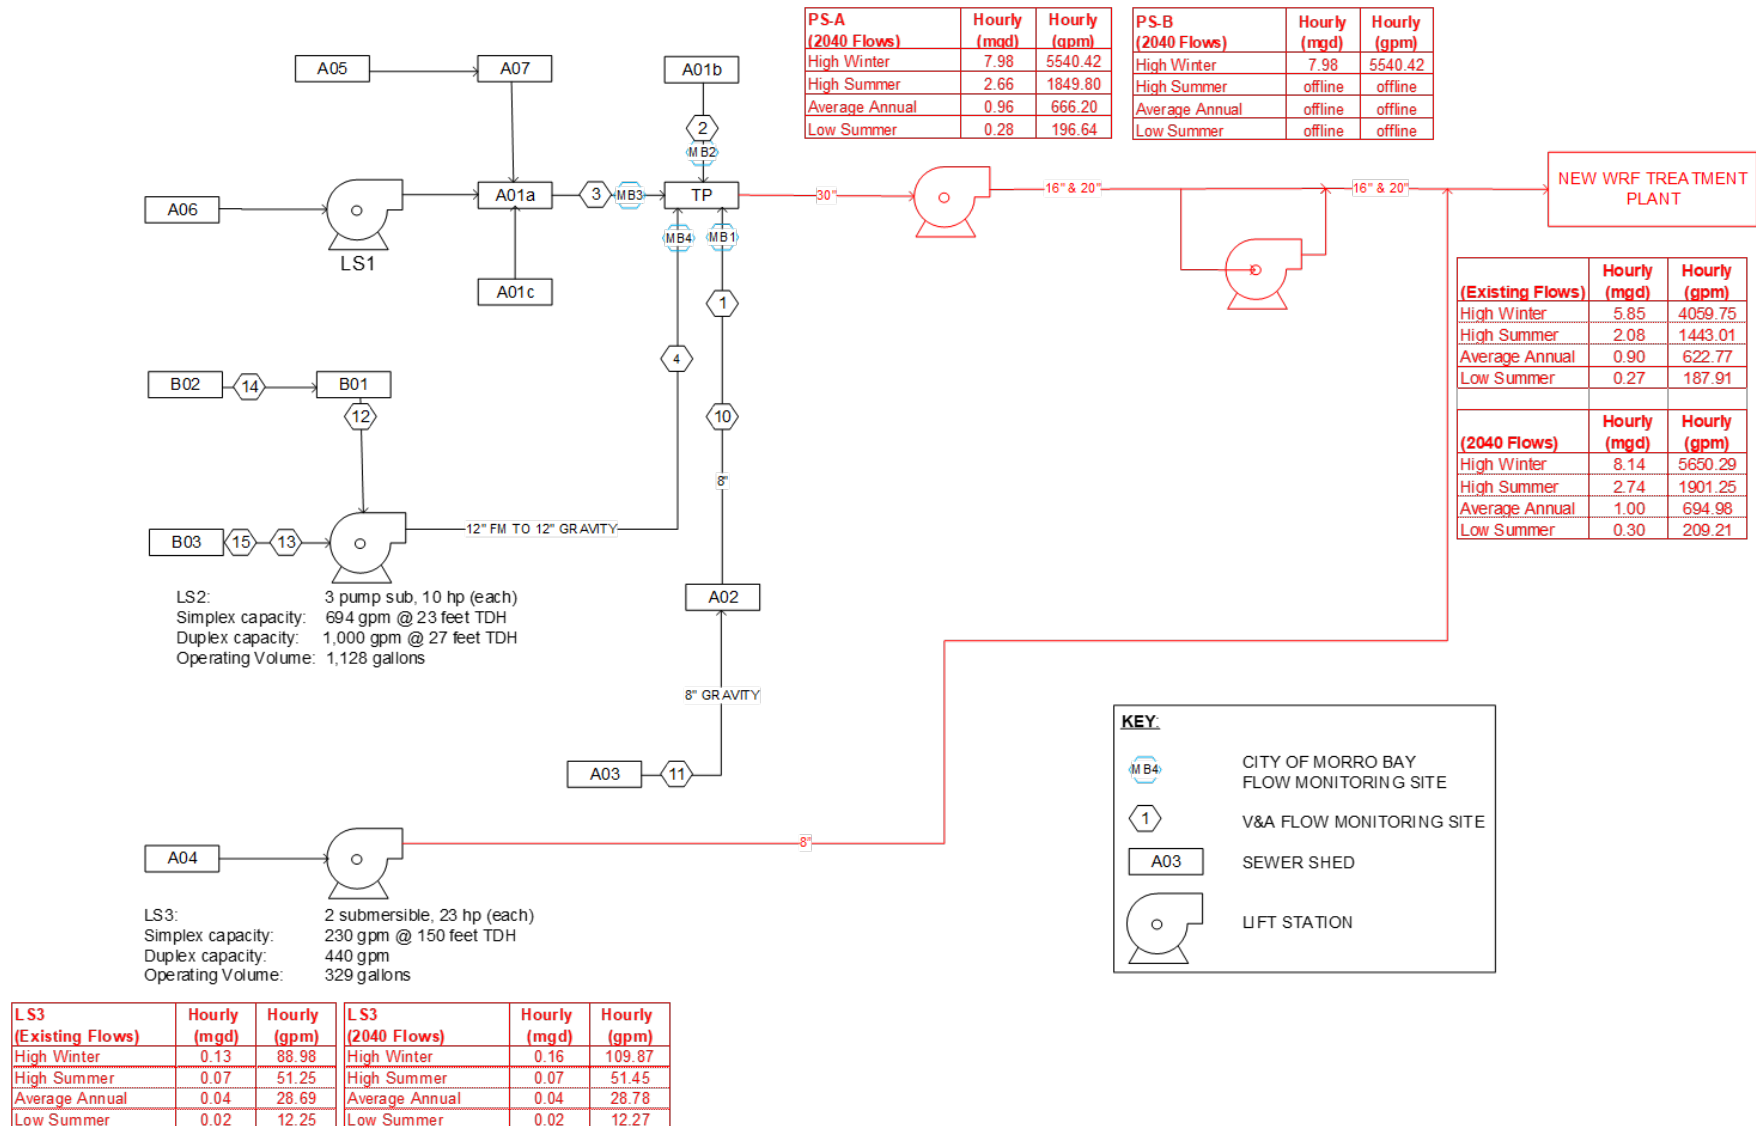 PS-A (2040 Flows) Hourly (mgd) Hourly (gpm)
High Winter 7.98 5540.42
High Summer 2.66 1849.80
Average Annual 0.96 666.20
Low Summer 0.28 196.64
PS-B (2040 Flows) Hourly (mgd) Hourly (gpm)
High Winter 7.98 5540.42
High Summer offline offline
Average Annual offline offline
Low Summer offline offline
A05
A07
A01b
2
MB2
A06
LS1
A01a
3
MB3
TP
30"
16" & 20"
16" & 20"
NEW WRF TREATMENT
PLANT
MB4
MB1
A01c
1
4
10
8"
B02
14
B01
12
B03
15
13
12" FM TO 12" GRAVITY
A02
8" GRAVITY
A03
11
LS2: 3 pump sub, 10 hp (each)
Simplex capacity: 694 gpm @ 23 feet TDH
Duplex capacity: 1,000 gpm @ 27 feet TDH
Operating Volume: 1,128 gallons
(Existing Flows) Hourly (mgd) Hourly (gpm)
High Winter 5.85 4059.75
High Summer 2.08 1443.01
Average Annual 0.90 622.77
Low Summer 0.27 187.91
(2040 Flows) Hourly (mgd) Hourly (gpm)
High Winter 8.14 5650.29
High Summer 2.74 1901.25
Average Annual 1.00 694.98
Low Summer 0.30 209.21
A04
8"
LS3: 2 submersible, 23 hp (each)
Simplex capacity: 230 gpm @ 150 feet TDH
Duplex capacity: 440 gpm
Operating Volume: 329 gallons
KEY:
MB4 CITY OF MORRO BAY
FLOW MONITORING SITE
1 V&A FLOW MONITORING SITE
A03 SEWER SHED
LIFT STATION
LS3 (Existing Flows) Hourly (mgd) Hourly (gpm)
High Winter 0.13 88.98
High Summer 0.07 51.25
Average Annual 0.04 28.69
Low Summer 0.02 12.25
LS3 (2040 Flows) Hourly (mgd) Hourly (gpm)
High Winter 0.16 109.87
High Summer 0.07 51.45
Average Annual 0.04 28.78
Low Summer 0.02 12.27